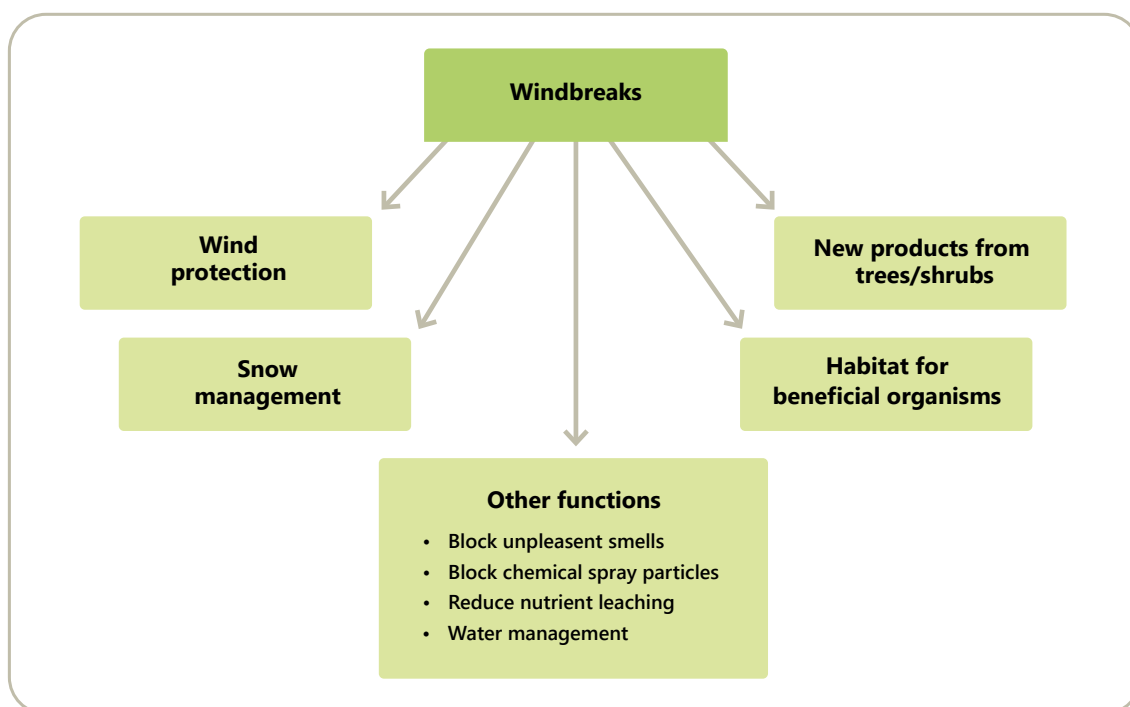 Windbreaks
Wind
protection
New products from
trees/shrubs
Snow
management
Habitat for
beneficial organisms
Other functions
• Block unpleasent smells
• Block chemical spray particles
• Reduce nutrient leaching
• Water management